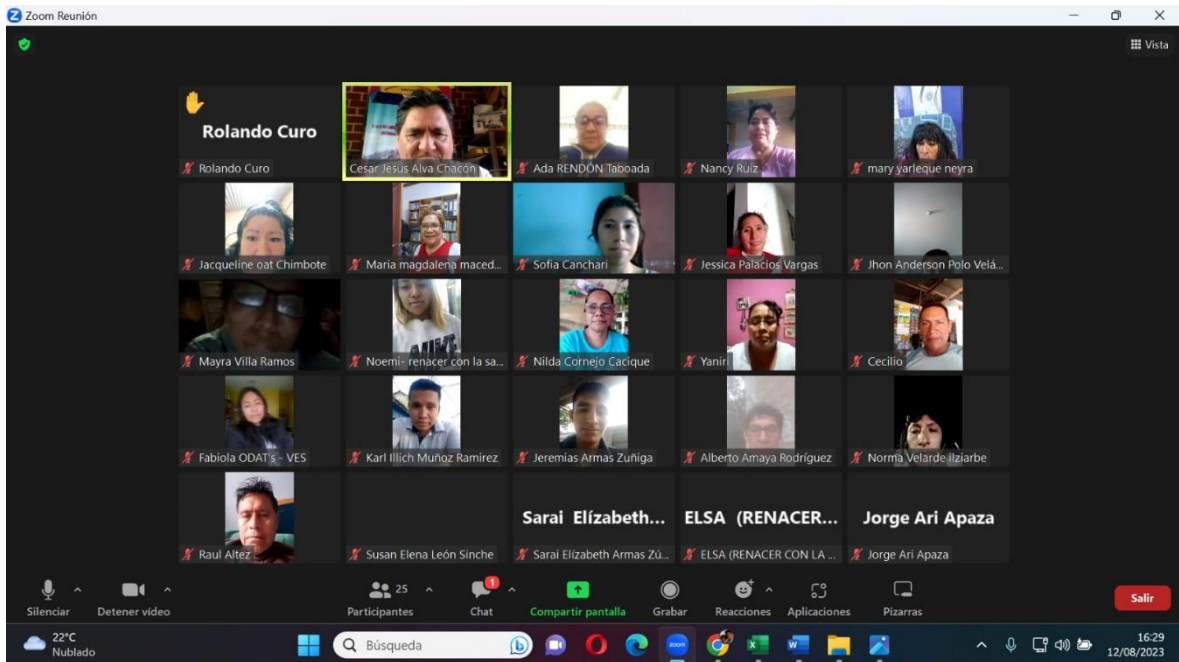 Zoom Reunión
Vista
Rolando Curo
Rolando Curo
Cesar Jesús Alva Chacón
Ada RENDÓN Taboada
Nancy Ruiz
mary yarleque neyra
Jacqueline oat Chimbote
Maria magdalena maced...
Sofia Canchari
Jessica Palacios Vargas
Jhon Anderson Polo Velá...
Mayra Villa Ramos
Noemi- renacer con la sa...
Nilda Cornejo Cacique
Yaniri
Cecilio
Fabiola ODAT's - VES
Karl Illich Muñoz Ramirez
Jeremias Armas Zuñiga
Alberto Amaya Rodríguez
Norma Velarde ilziarbe
Raul Altez
Susan Elena León Sinche
Sarai Elízabeth...
Sarai Elízabeth Armas Zú...
ELSA (RENACER...
ELSA (RENACER CON LA ...
Jorge Ari Apaza
Jorge Ari Apaza
Silenciar
Detener vídeo
25
Participantes
1
Chat
Compartir pantalla
Grabar
Reacciones
Aplicaciones
Pizarras
Salir
22°C
Nublado
Búsqueda
zoom
16:29
12/08/2023